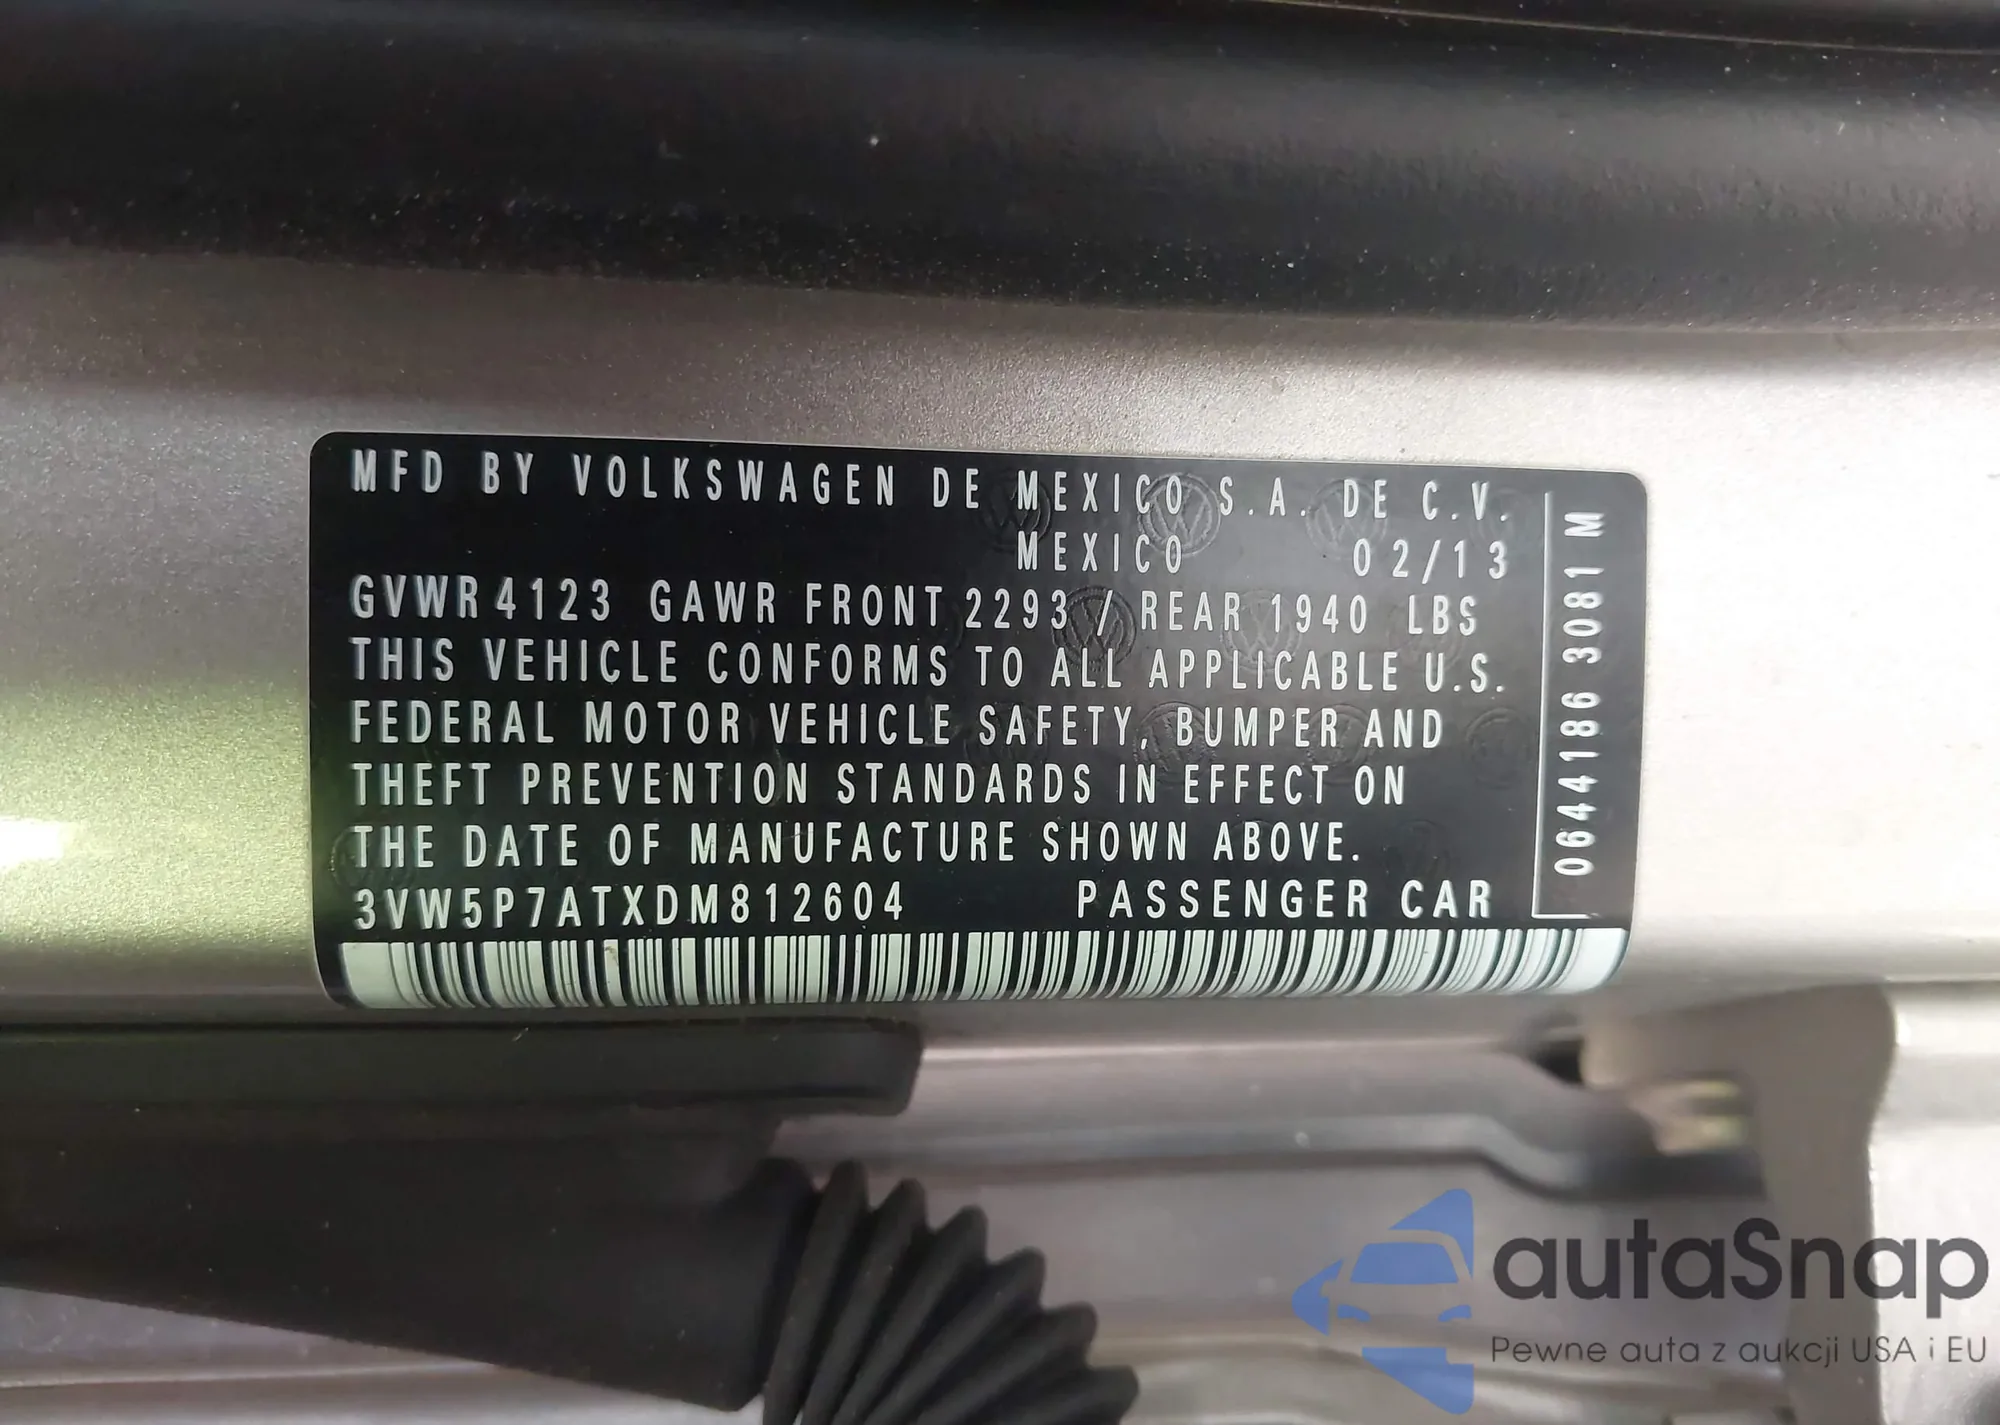 MFD BY VOLKSWAGEN DE MEXICO S.A. DE C.V.
MEXICO 02/13
GVWR 4123 GAWR FRONT 2293 / REAR 1940 LBS
THIS VEHICLE CONFORMS TO ALL APPLICABLE U.S.
FEDERAL MOTOR VEHICLE SAFETY, BUMPER AND
THEFT PREVENTION STANDARDS IN EFFECT ON
THE DATE OF MANUFACTURE SHOWN ABOVE.
3VW5P7ATXDM812604 PASSENGER CAR
0644186 3081 M
autaSnap
Pewne auta z aukcji USA i EU